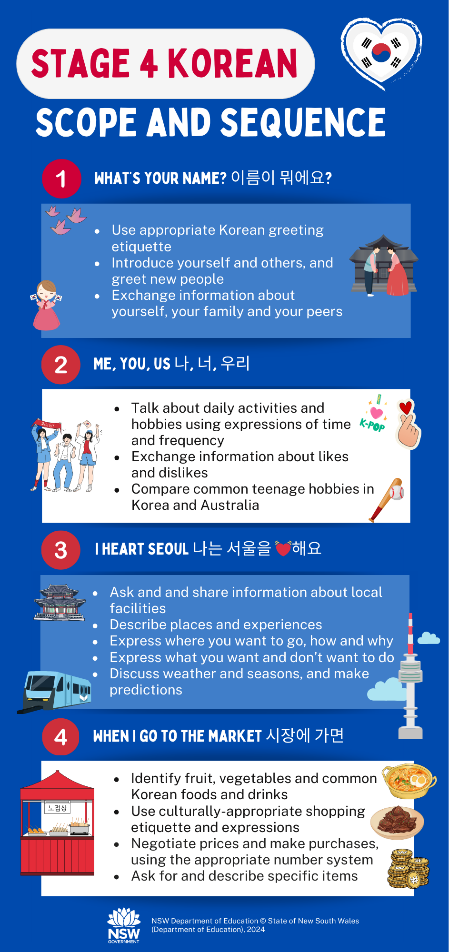 STAGE 4 KOREAN
SCOPE AND SEQUENCE
1 WHAT'S YOUR NAME? 이름이 뭐에요?
• Use appropriate Korean greeting
etiquette
• Introduce yourself and others, and
greet new people
• Exchange information about
yourself, your family and your peers
2 ME, YOU, US 나, 너, 우리
• Talk about daily activities and
hobbies using expressions of time
and frequency
• Exchange information about likes
and dislikes
• Compare common teenage hobbies in
Korea and Australia
K-POP
3 I HEART SEOUL 나는 서울을 💓해요
• Ask and and share information about local
facilities
• Describe places and experiences
• Express where you want to go, how and why
• Express what you want and don't want to do
• Discuss weather and seasons, and make
predictions
4 WHEN I GO TO THE MARKET 시장에 가면
• Identify fruit, vegetables and common
Korean foods and drinks
• Use culturally-appropriate shopping
etiquette and expressions
• Negotiate prices and make purchases,
using the appropriate number system
• Ask for and describe specific items
NSW
GOVERNMENT
NSW Department of Education © State of New South Wales
(Department of Education), 2024